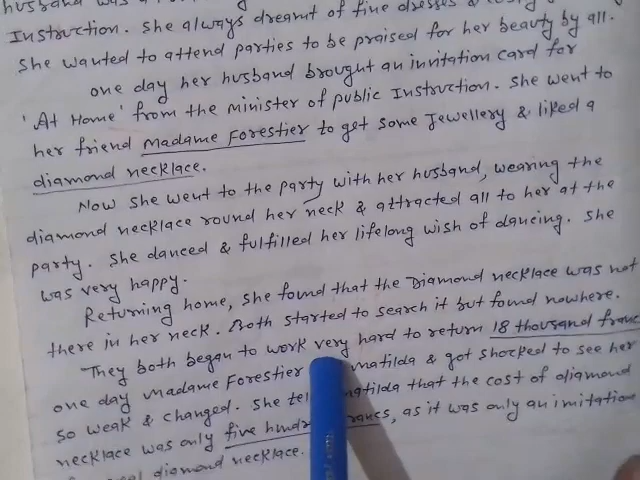 husband was a
Instruction. She always dreamt of fine dresses &
She wanted to attend parties to be praised for her beauty by all.
one day her husband brought an invitation card for
'At Home' from the minister of public Instruction. She went to
her friend madame Forestier to get some Jewellery & liked a
diamond necklace.
Now she went to the party with her husband, wearing the
diamond necklace round her neck & attracted all to her at the
party. She danced & fulfilled her lifelong wish of dancing. She
was very happy.
Returning home, she found that the Diamond necklace was not
there in her neck. Both started to search it but found nowhere.
They both began to work very hard to return 18 thousand franc
one day madame Forestier matilda & got shocked to see her
so weak & changed. She matilda that the cost of diamond
necklace was only five as it was only an imitation
diamond necklace.